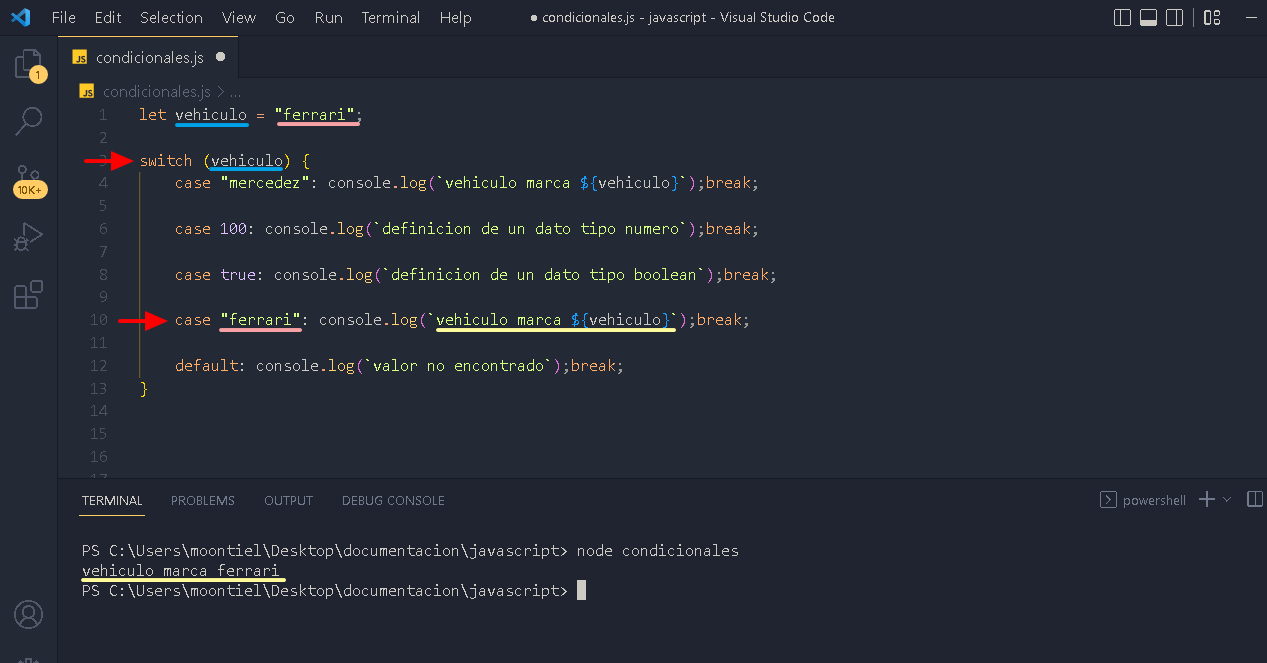 File Edit Selection View Go Run Terminal Help ● condicionales.js - javascript - Visual Studio Code
JS condicionales.js ●
JS condicionales.js > ...
1 let vehiculo = "ferrari";
2
3 switch (vehiculo) {
4 case "mercedez": console.log(`vehiculo marca ${vehiculo}`);break;
5
6 case 100: console.log(`definicion de un dato tipo numero`);break;
7
8 case true: console.log(`definicion de un dato tipo boolean`);break;
9
10 case "ferrari": console.log(`vehiculo marca ${vehiculo}`);break;
11
12 default: console.log(`valor no encontrado`);break;
13 }
14
15
16
17
1
10K+
TERMINAL PROBLEMS OUTPUT DEBUG CONSOLE powershell
PS C:\Users\moontiel\Desktop\documentacion\javascript> node condicionales
vehiculo marca ferrari
PS C:\Users\moontiel\Desktop\documentacion\javascript>